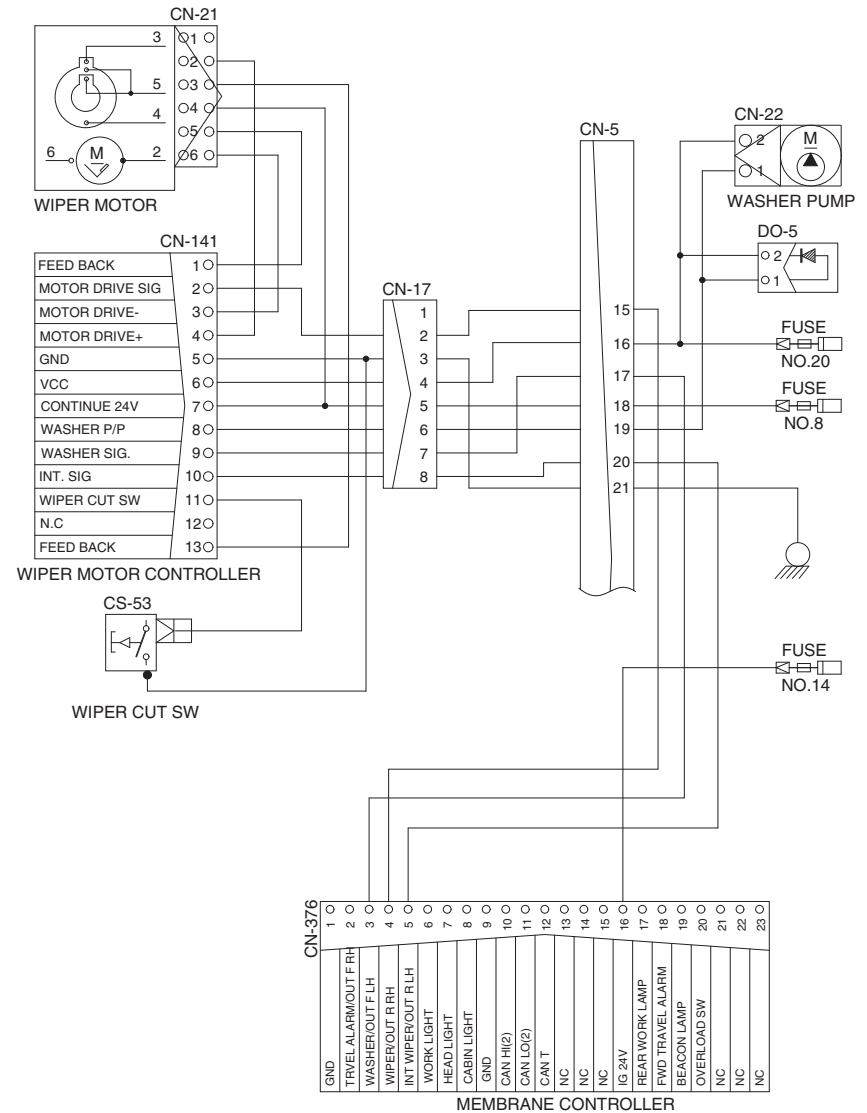 CN-21
3
5
4
6 M 2
1
2
3
4
5
6
WIPER MOTOR
CN-141
FEED BACK 1
MOTOR DRIVE SIG 2
MOTOR DRIVE- 3
MOTOR DRIVE+ 4
GND 5
VCC 6
CONTINUE 24V 7
WASHER P/P 8
WASHER SIG. 9
INT. SIG 10
WIPER CUT SW 11
N.C 12
FEED BACK 13
WIPER MOTOR CONTROLLER
CS-53
WIPER CUT SW
CN-17
1
2
3
4
5
6
7
8
CN-5
15
16
17
18
19
20
21
CN-22
2
1
M
WASHER PUMP
DO-5
2
1
FUSE
NO.20
FUSE
NO.8
FUSE
NO.14
CN-376
1 GND
2 TRVEL ALARM/OUT F RH
3 WASHER/OUT F LH
4 WIPER/OUT R RH
5 INT WIPER/OUT R LH
6 WORK LIGHT
7 HEAD LIGHT
8 CABIN LIGHT
9 GND
10 CAN HI(2)
11 CAN LO(2)
12 CAN T
13 NC
14 NC
15 NC
16 IG 24V
17 REAR WORK LAMP
18 FWD TRAVEL ALARM
19 BEACON LAMP
20 OVERLOAD SW
21 NC
22 NC
23 NC
MEMBRANE CONTROLLER